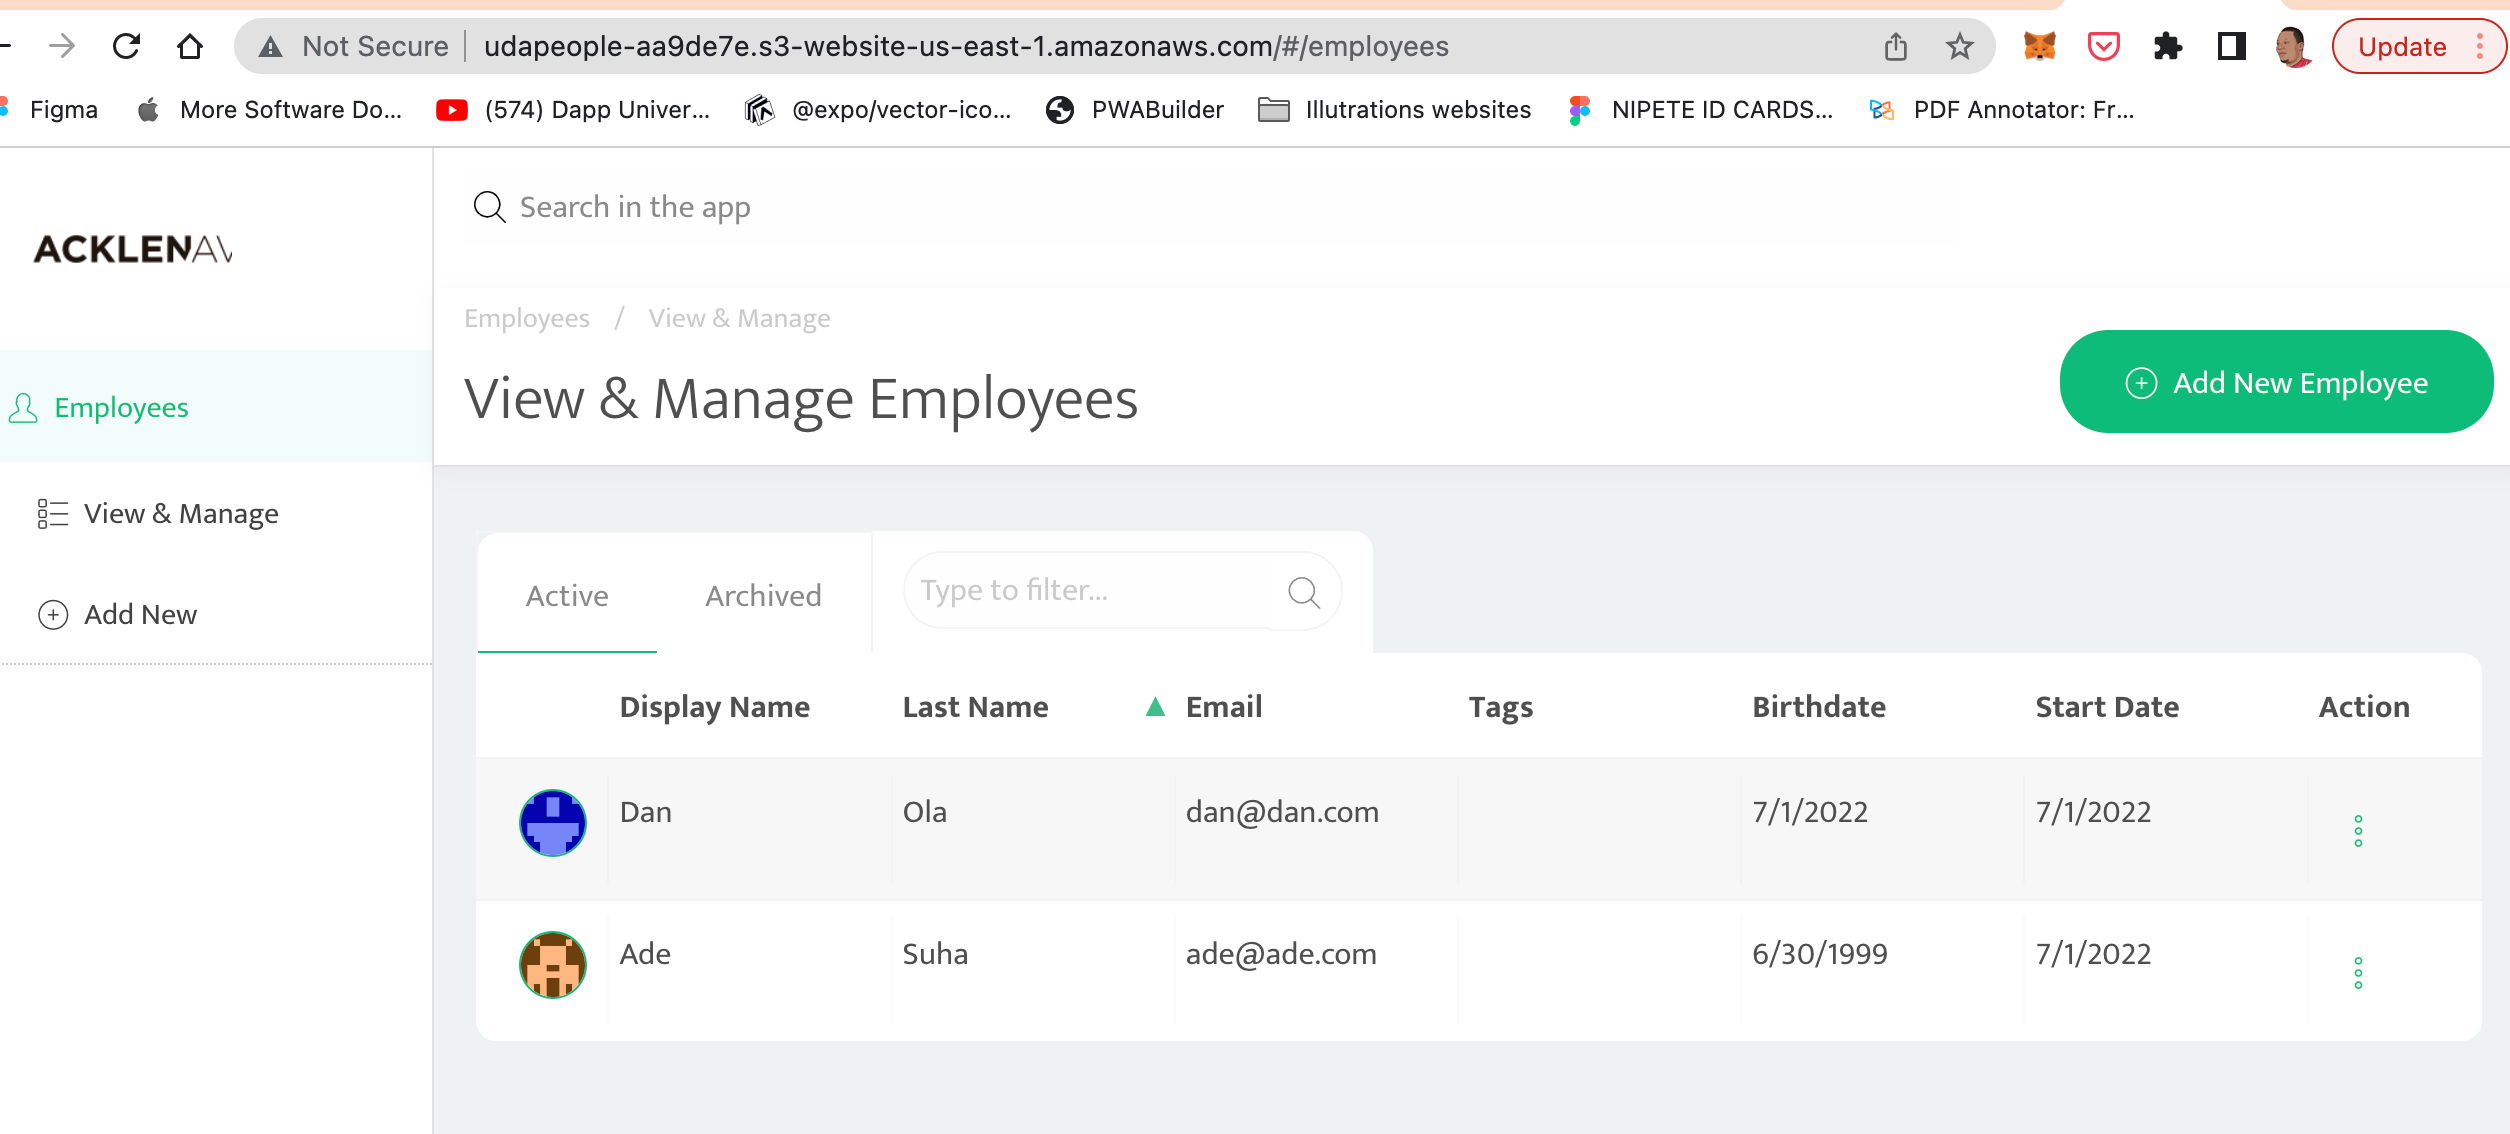 Not Secure udapeople-aa9de7e.s3-website-us-east-1.amazonaws.com/#/employees Update
Figma More Software Do... (574) Dapp Univer... @expo/vector-ico... PWABuilder Illutrations websites NIPETE ID CARDS... PDF Annotator: Fr...
Search in the app
ACKLENAV
Employees / View & Manage
View & Manage Employees
Add New Employee
Employees
View & Manage
Add New
Active Archived Type to filter...
Display Name Last Name Email Tags Birthdate Start Date Action
Dan Ola dan@dan.com 7/1/2022 7/1/2022
Ade Suha ade@ade.com 6/30/1999 7/1/2022